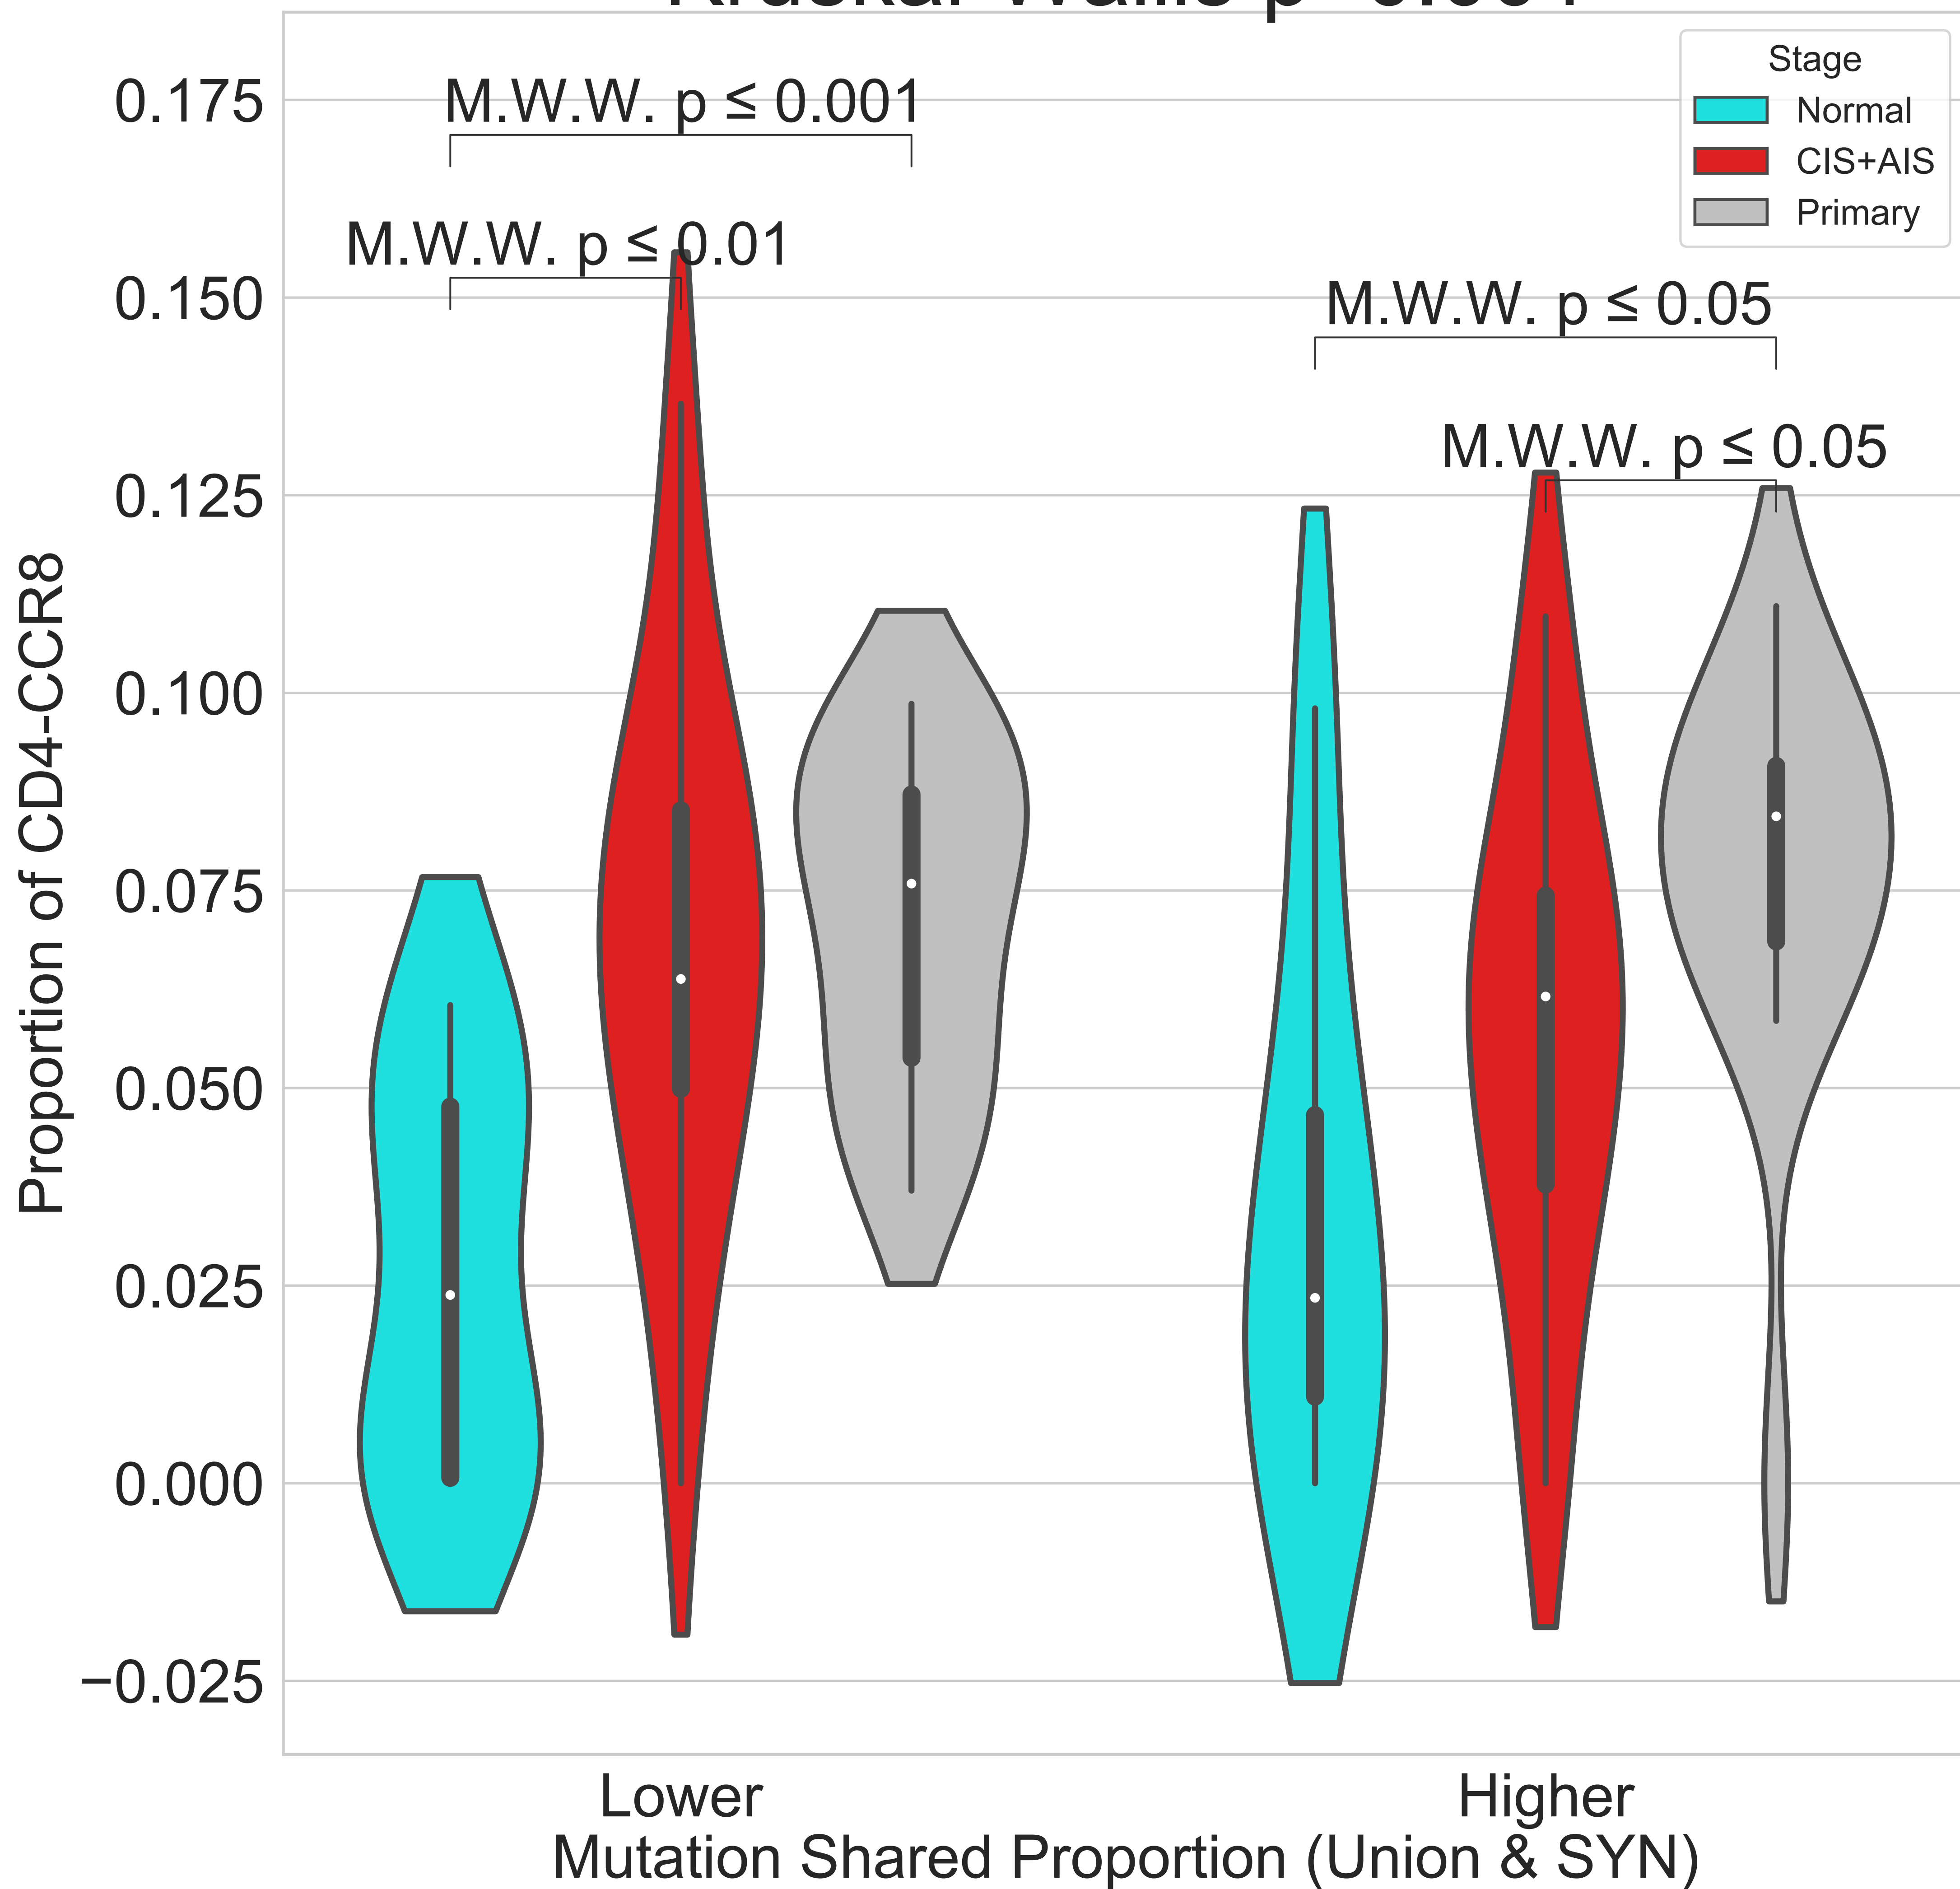 Stage
Normal
CIS+AIS
Primary
M.W.W. p ≤ 0.001
M.W.W. p ≤ 0.01
M.W.W. p ≤ 0.05
M.W.W. p ≤ 0.05
Proportion of CD4-CCR8
0.175
0.150
0.125
0.100
0.075
0.050
0.025
0.000
−0.025
Lower
Higher
Mutation Shared Proportion (Union & SYN)